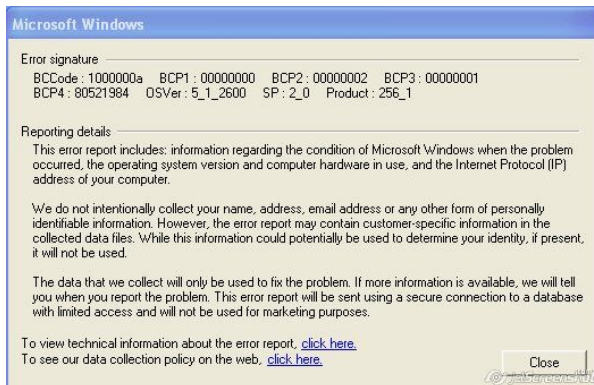 Microsoft Windows
Error signature
BCCode : 1000000a BCP1 : 00000000 BCP2 : 00000002 BCP3 : 00000001
BCP4 : 80521984 OSVer : 5_1_2600 SP : 2_0 Product : 256_1
Reporting details
This error report includes: information regarding the condition of Microsoft Windows when the problem
occurred, the operating system version and computer hardware in use, and the Internet Protocol (IP)
address of your computer.
We do not intentionally collect your name, address, email address or any other form of personally
identifiable information. However, the error report may contain customer-specific information in the
collected data files. While this information could potentially be used to determine your identity, if present,
it will not be used.
The data that we collect will only be used to fix the problem. If more information is available, we will tell
you when you report the problem. This error report will be sent using a secure connection to a database
with limited access and will not be used for marketing purposes.
To view technical information about the error report, click here.
To see our data collection policy on the web, click here.
Close